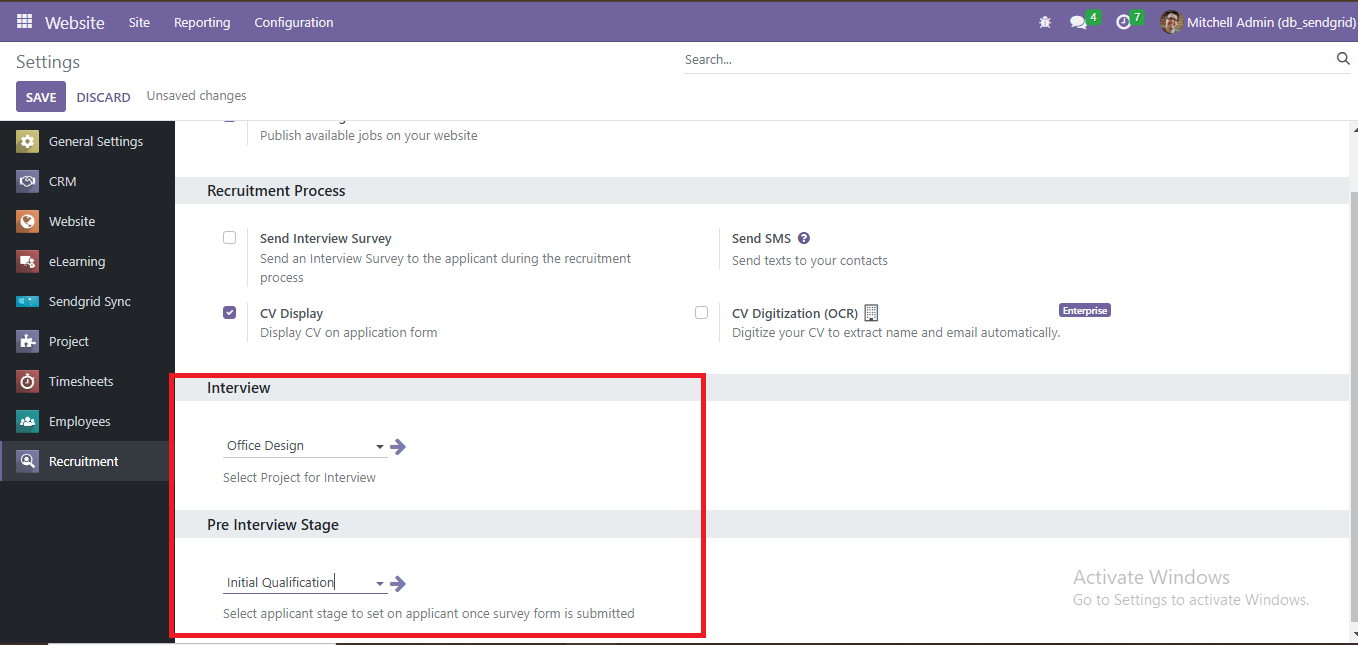 Website Site Reporting Configuration 4 7 Mitchell Admin (db_sendgrid)
Settings
Search...
SAVE DISCARD Unsaved changes
General Settings
CRM
Website
eLearning
Sendgrid Sync
Project
Timesheets
Employees
Recruitment
Publish available jobs on your website
Recruitment Process
Send Interview Survey
Send an Interview Survey to the applicant during the recruitment
process
Send SMS ?
Send texts to your contacts
CV Display
Display CV on application form
CV Digitization (OCR) Enterprise
Digitize your CV to extract name and email automatically.
Interview
Office Design
Select Project for Interview
Pre Interview Stage
Initial Qualification
Select applicant stage to set on applicant once survey form is submitted
Activate Windows
Go to Settings to activate Windows.